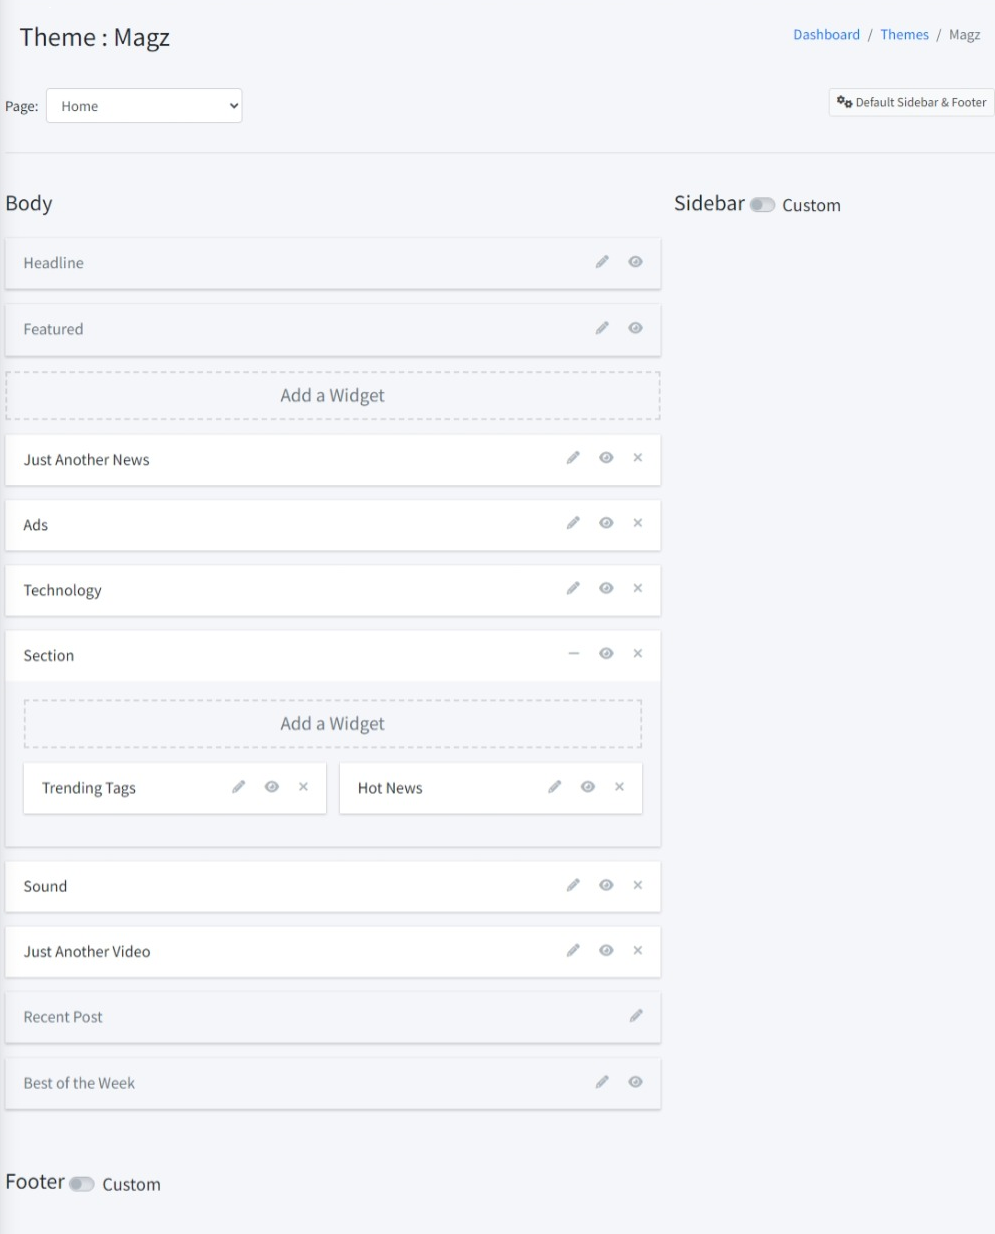 Theme : Magz
Dashboard / Themes / Magz
Page: Home
Default Sidebar & Footer
Body
Sidebar Custom
Headline
Featured
Add a Widget
Just Another News
Ads
Technology
Section
Add a Widget
Trending Tags
Hot News
Sound
Just Another Video
Recent Post
Best of the Week
Footer Custom